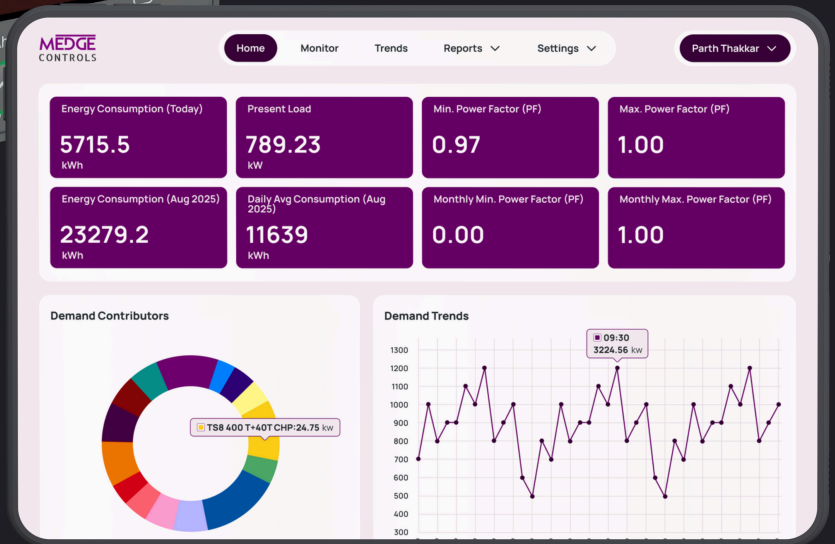 MEDGE
CONTROLS
Home
Monitor
Trends
Reports
Settings
Parth Thakkar
Energy Consumption (Today)
5715.5
kWh
Present Load
789.23
kW
Min. Power Factor (PF)
0.97
Max. Power Factor (PF)
1.00
Energy Consumption (Aug 2025)
23279.2
kWh
Daily Avg Consumption (Aug
2025)
11639
kWh
Monthly Min. Power Factor (PF)
0.00
Monthly Max. Power Factor (PF)
1.00
Demand Contributors
TS8 400 T+40T CHP:24.75 kw
Demand Trends
09:30
3224.56 kw
1300
1200
1100
1000
900
800
700
600
500
400
300